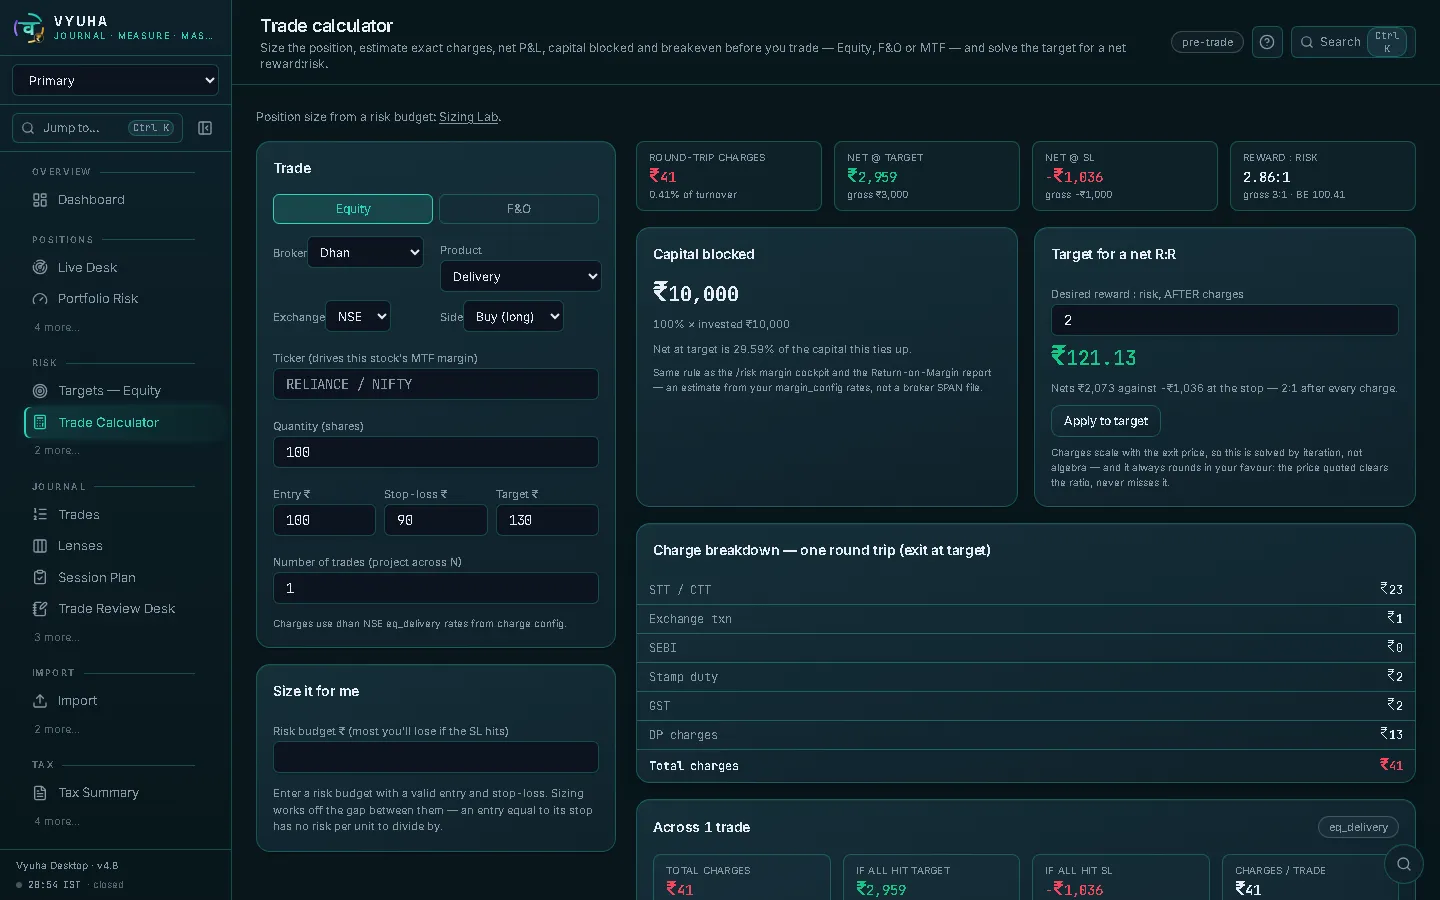 व
VYUHA
JOURNAL · MEASURE · MAS...
Primary
Jump to...
Ctrl K
OVERVIEW
Dashboard
POSITIONS
Live Desk
Portfolio Risk
4 more...
RISK
Targets — Equity
Trade Calculator
2 more...
JOURNAL
Trades
Lenses
Session Plan
Trade Review Desk
3 more...
IMPORT
Import
2 more...
TAX
Tax Summary
4 more...
Vyuha Desktop · v4.8
20:54 IST · closed
Trade calculator
Size the position, estimate exact charges, net P&L, capital blocked and breakeven before you trade — Equity, F&O or MTF — and solve the target for a net
reward:risk.
pre-trade
Search
Ctrl
K
Position size from a risk budget: Sizing Lab.
Trade
Equity
F&O
Broker
Dhan
Product
Delivery
Exchange
NSE
Side
Buy (long)
Ticker (drives this stock's MTF margin)
RELIANCE / NIFTY
Quantity (shares)
100
Entry ₹
Stop-loss ₹
Target ₹
100
90
130
Number of trades (project across N)
1
Charges use dhan NSE eq_delivery rates from charge config.
Size it for me
Risk budget ₹ (most you'll lose if the SL hits)
Enter a risk budget with a valid entry and stop-loss. Sizing
works off the gap between them — an entry equal to its stop
has no risk per unit to divide by.
ROUND-TRIP CHARGES
₹41
0.41% of turnover
NET @ TARGET
₹2,959
gross ₹3,000
NET @ SL
-₹1,036
gross -₹1,000
REWARD : RISK
2.86:1
gross 3:1 · BE 100.41
Capital blocked
₹10,000
100% × invested ₹10,000
Net at target is 29.59% of the capital this ties up.
Same rule as the /risk margin cockpit and the Return-on-Margin report
— an estimate from your margin_config rates, not a broker SPAN file.
Target for a net R:R
Desired reward : risk, AFTER charges
2
₹121.13
Nets ₹2,073 against -₹1,036 at the stop — 2:1 after every charge.
Apply to target
Charges scale with the exit price, so this is solved by iteration, not
algebra — and it always rounds in your favour: the price quoted clears
the ratio, never misses it.
Charge breakdown — one round trip (exit at target)
STT / CTT ₹23
Exchange txn ₹1
SEBI ₹0
Stamp duty ₹2
GST ₹2
DP charges ₹13
Total charges ₹41
Across 1 trade
eq_delivery
TOTAL CHARGES
₹41
IF ALL HIT TARGET
₹2,959
IF ALL HIT SL
-₹1,036
CHARGES / TRADE
₹41